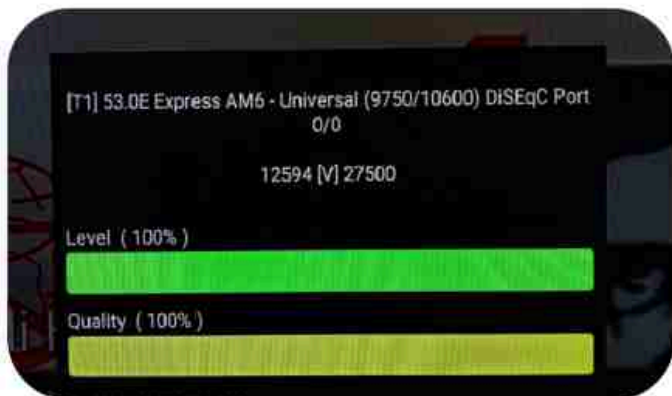 [T1] 53.0E Express AM6 - Universal (9750/10600) DiSEqC Port
0/0
12594 [V] 27500
Level ( 100% )
Quality ( 100% )